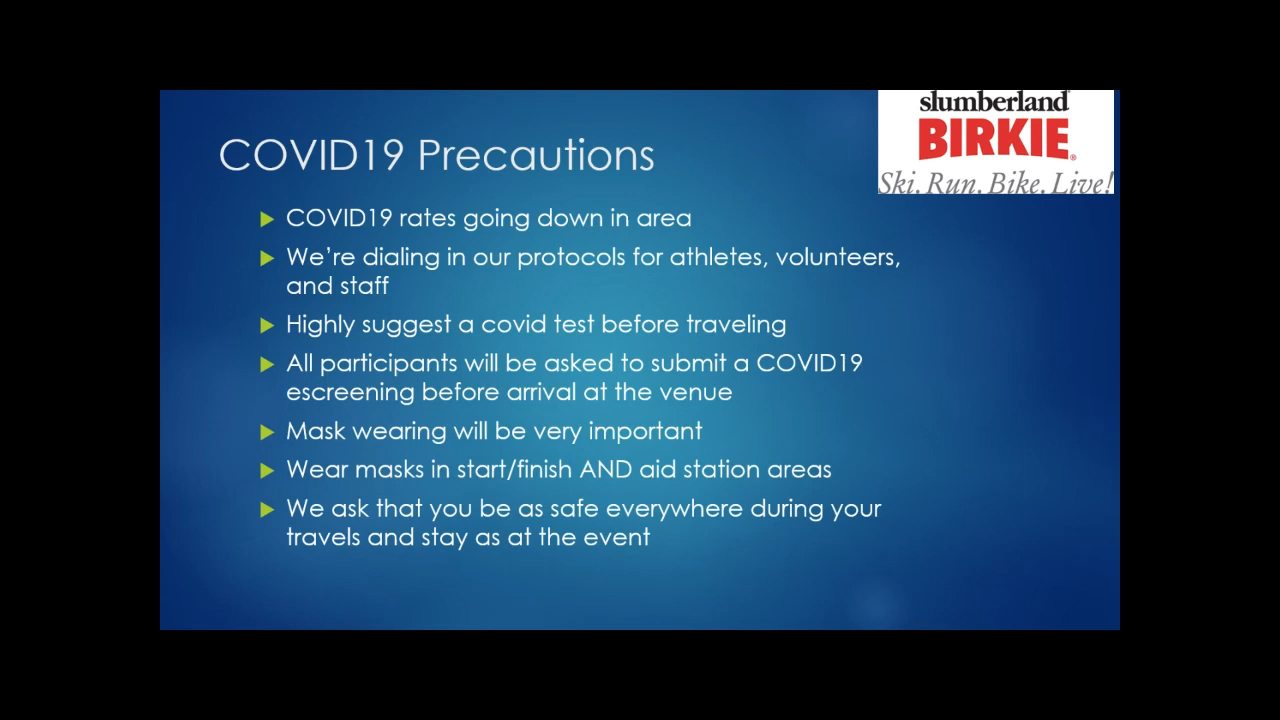 slumberland
BIRKIE®
Ski. Run. Bike. Live!
COVID19 Precautions
COVID19 rates going down in area
We're dialing in our protocols for athletes, volunteers,
and staff
Highly suggest a covid test before traveling
All participants will be asked to submit a COVID19
escreening before arrival at the venue
Mask wearing will be very important
Wear masks in start/finish AND aid station areas
We ask that you be as safe everywhere during your
travels and stay as at the event